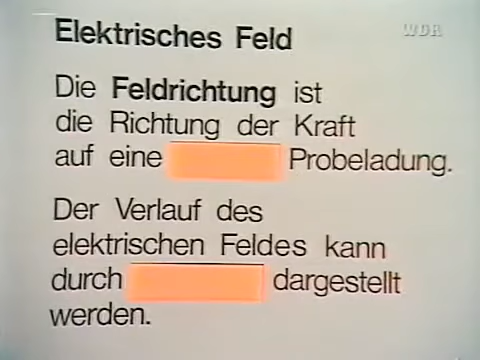 WDR
Elektrisches Feld
Die Feldrichtung ist
die Richtung der Kraft
auf eine Probeladung.
Der Verlauf des
elektrischen Feldes kann
durch dargestellt
werden.